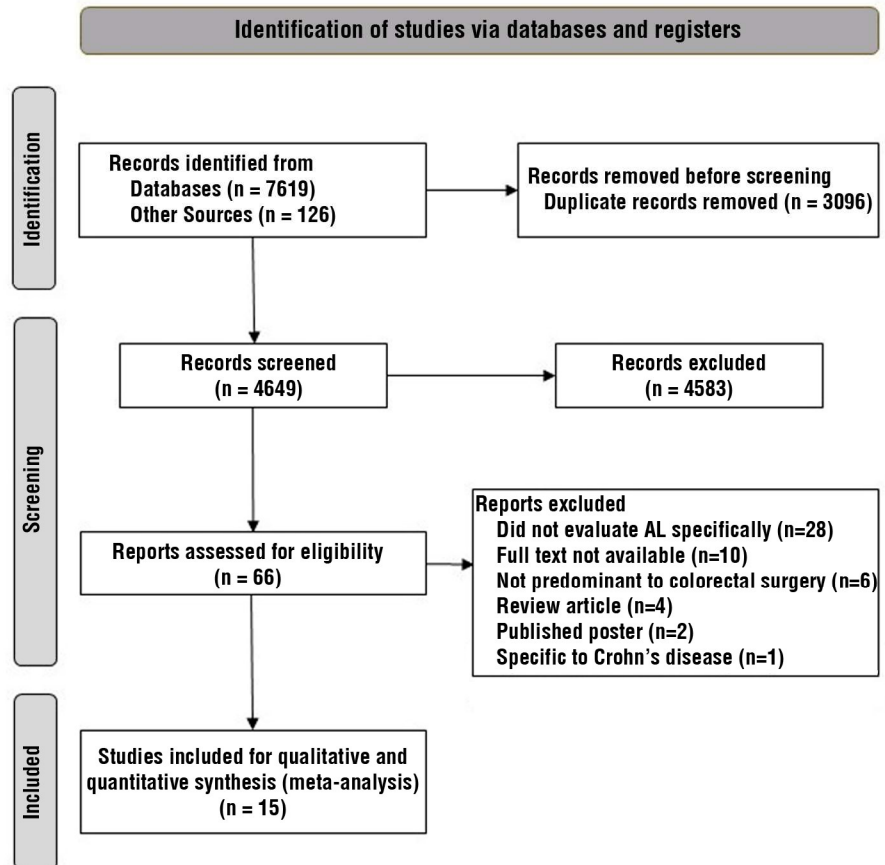 Identification of studies via databases and registers
Identification
Records identified from
Databases (n = 7619)
Other Sources (n = 126)
Records removed before screening
Duplicate records removed (n = 3096)
Screening
Records screened
(n = 4649)
Records excluded
(n = 4583)
Reports assessed for eligibility
(n = 66)
Reports excluded
Did not evaluate AL specifically (n=28)
Full text not available (n=10)
Not predominant to colorectal surgery (n=6)
Review article (n=4)
Published poster (n=2)
Specific to Crohn’s disease (n=1)
Included
Studies included for qualitative and
quantitative synthesis (meta-analysis)
(n = 15)